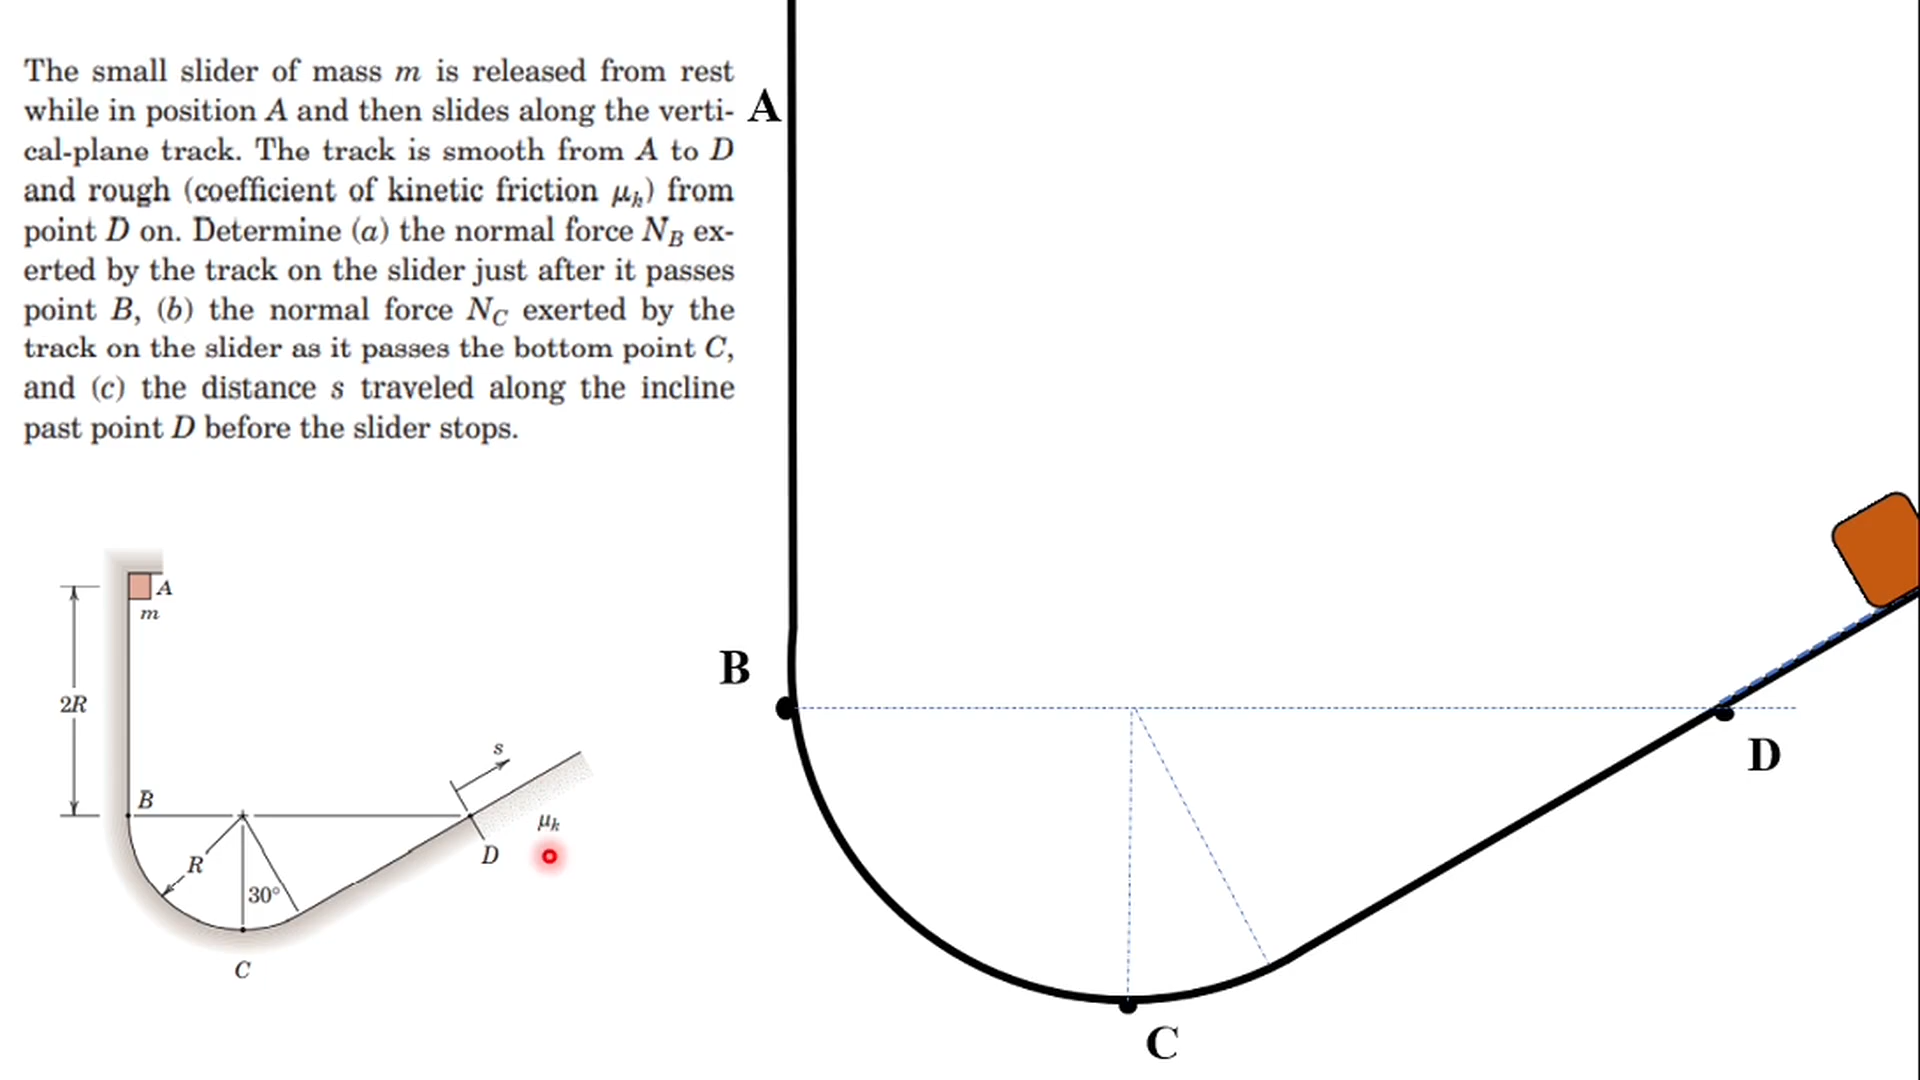 The small slider of mass m is released from rest
while in position A and then slides along the verti-
cal-plane track. The track is smooth from A to D
and rough (coefficient of kinetic friction μk) from
point D on. Determine (a) the normal force NB ex-
erted by the track on the slider just after it passes
point B, (b) the normal force NC exerted by the
track on the slider as it passes the bottom point C,
and (c) the distance s traveled along the incline
past point D before the slider stops.
A
m
2R
B
R
30°
C
s
μk
D
A
B
D
C